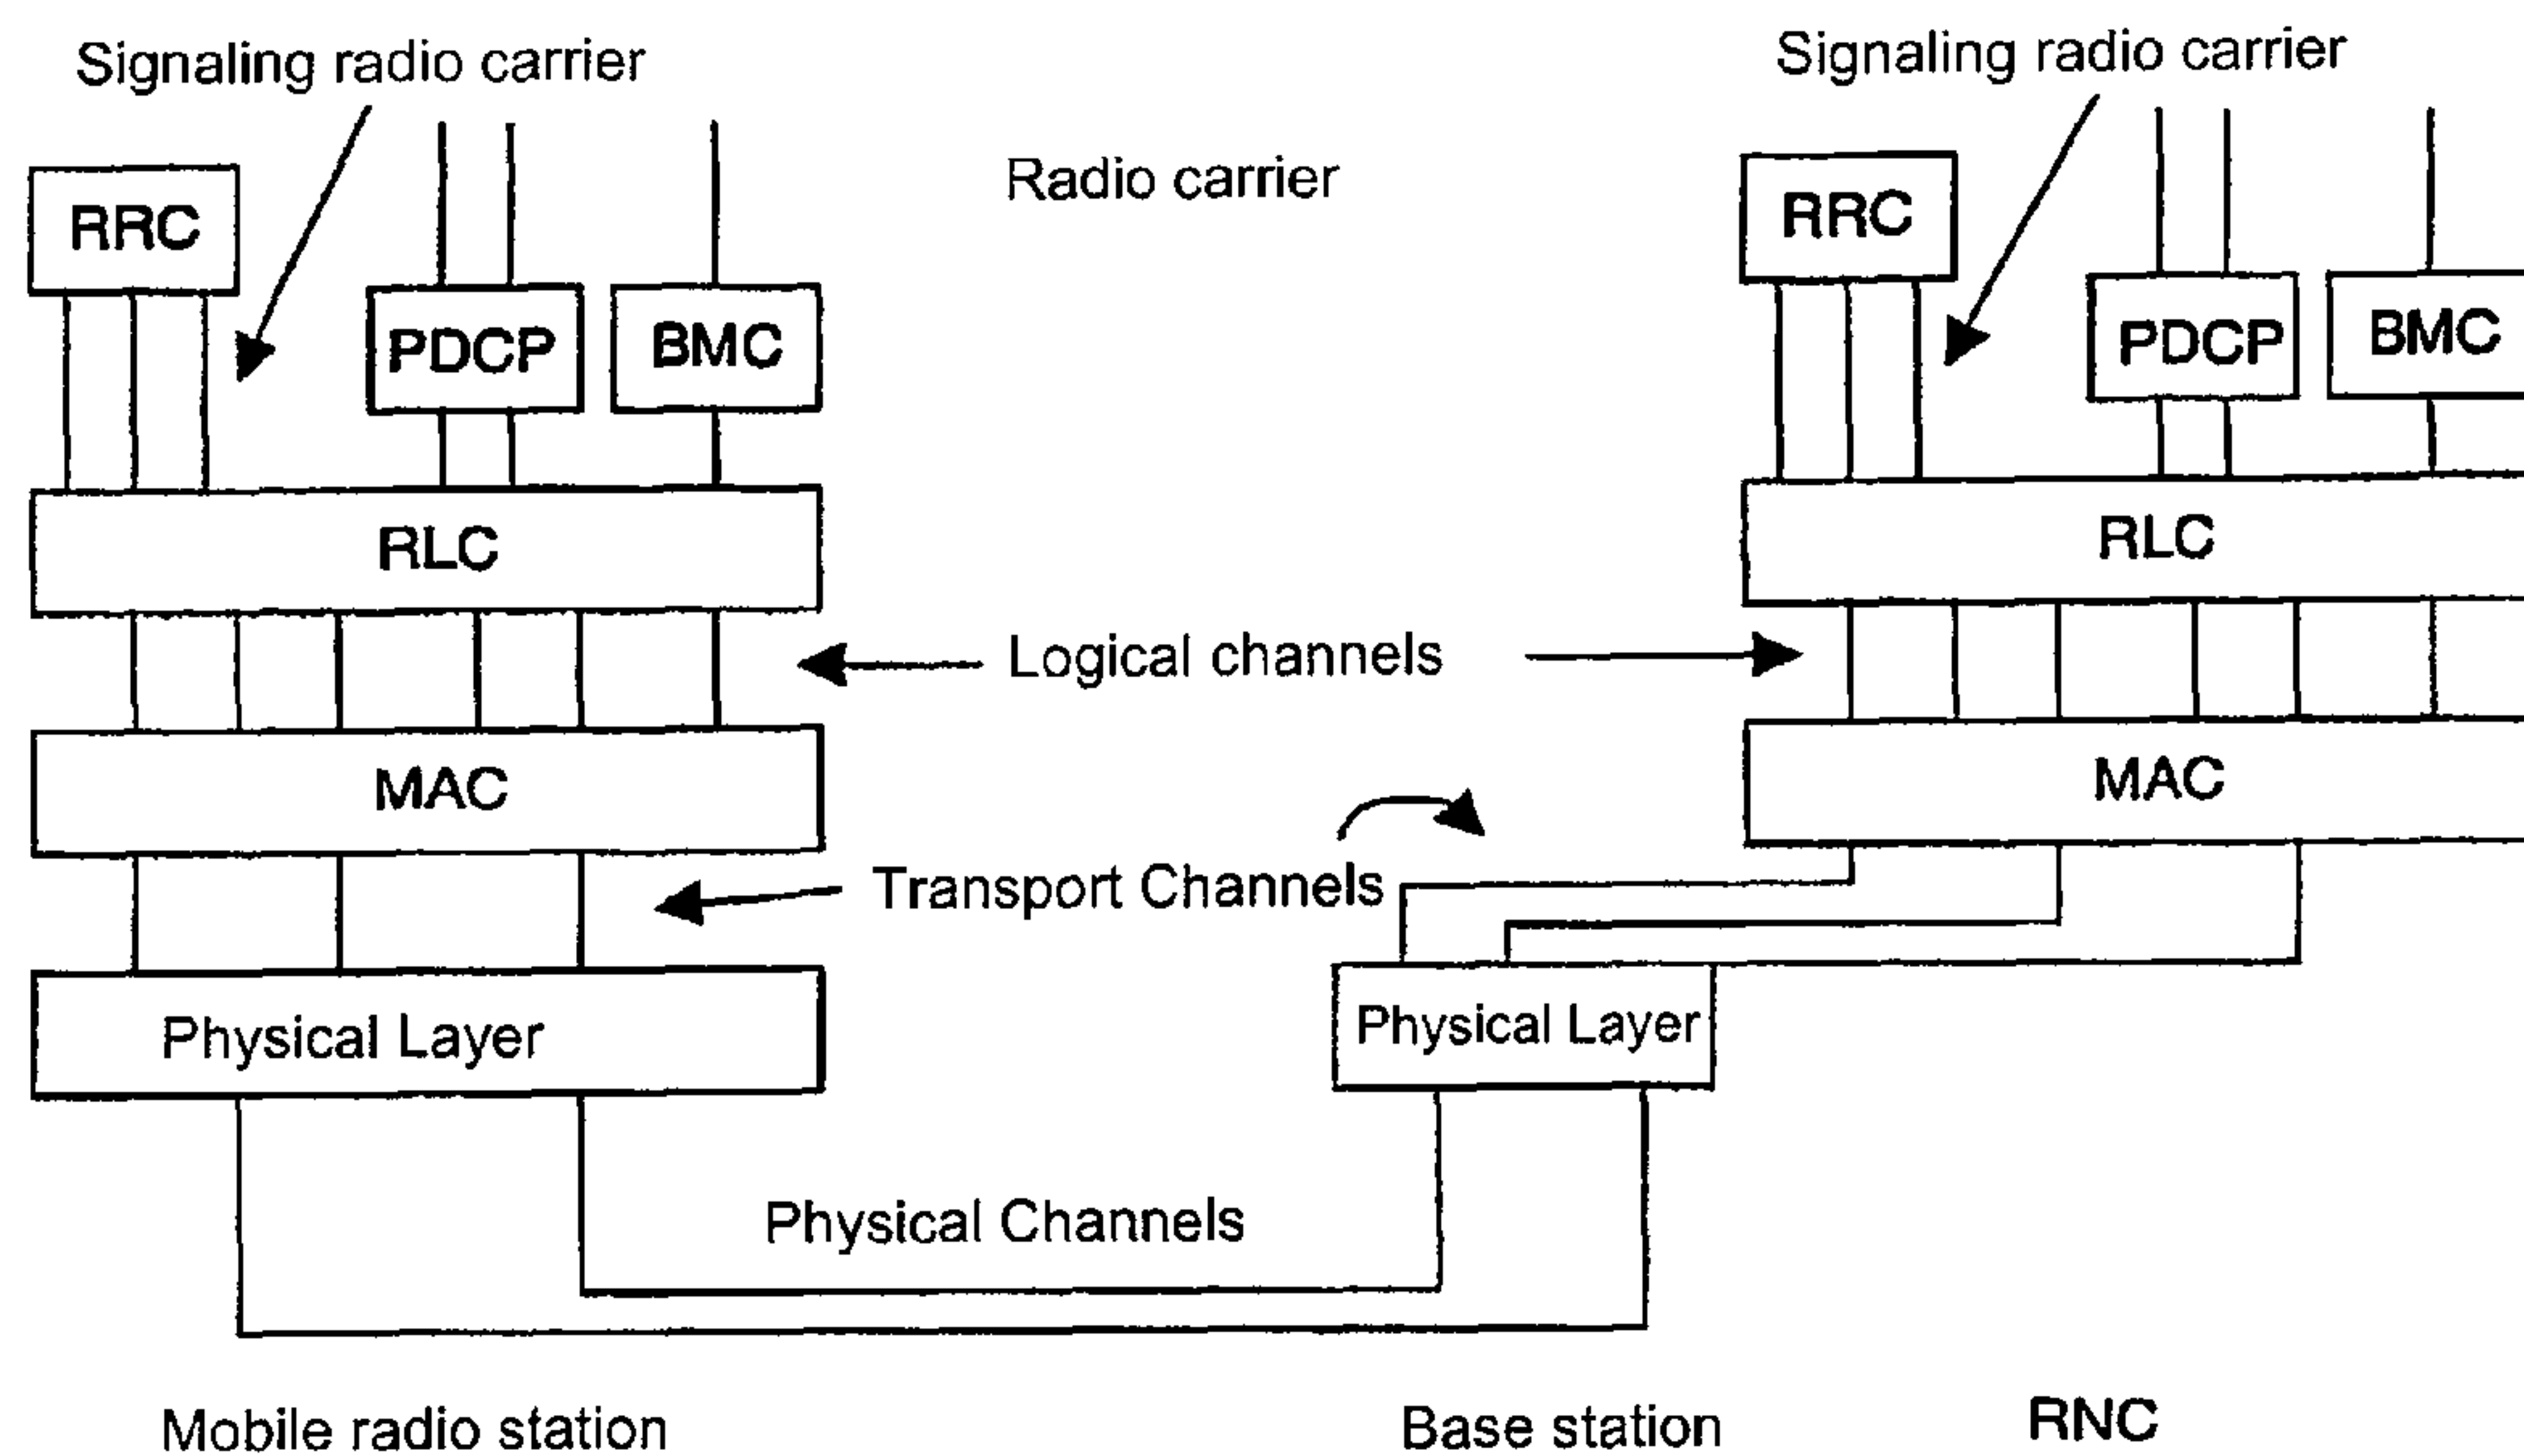 Signaling radio carrier
Signaling radio carrier
Radio carrier
RRC
RRC
PDCP
BMC
PDCP
BMC
RLC
RLC
Logical channels
MAC
MAC
Transport Channels
Physical Layer
Physical Layer
Physical Channels
Mobile radio station
Base station
RNC